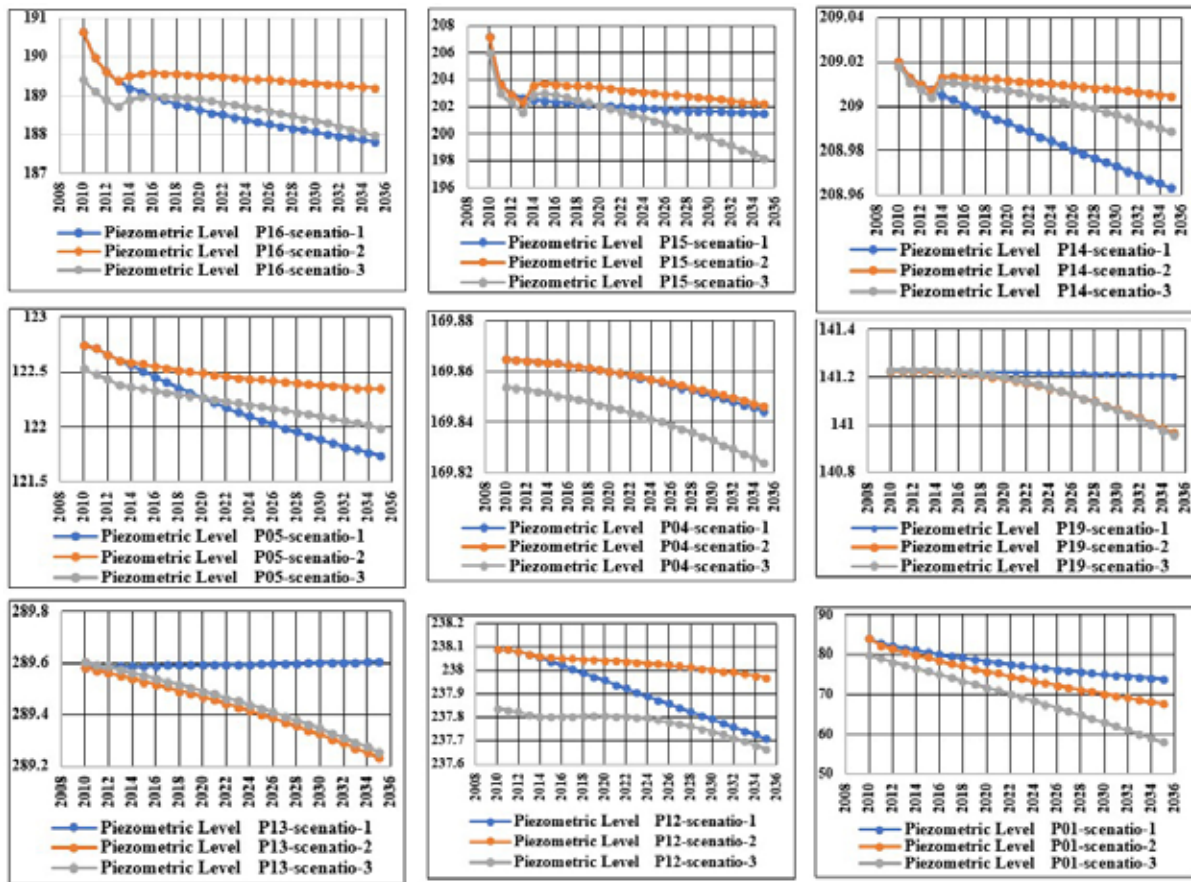 191
190
189
188
187
2008 2010 2012 2014 2016 2018 2020 2022 2024 2026 2028 2030 2032 2034 2036
Piezometric Level P16-scenatio-1
Piezometric Level P16-scenatio-2
Piezometric Level P16-scenatio-3
208
206
204
202
200
198
196
2008 2010 2012 2014 2016 2018 2020 2022 2024 2026 2028 2030 2032 2034 2036
Piezometric Level P15-scenatio-1
Piezometric Level P15-scenatio-2
Piezometric Level P15-scenatio-3
209.04
209.02
209
208.98
208.96
2008 2010 2012 2014 2016 2018 2020 2022 2024 2026 2028 2030 2032 2034 2036
Piezometric Level P14-scenatio-1
Piezometric Level P14-scenatio-2
Piezometric Level P14-scenatio-3
123
122.5
122
121.5
2008 2010 2012 2014 2016 2018 2020 2022 2024 2026 2028 2030 2032 2034 2036
Piezometric Level P05-scenatio-1
Piezometric Level P05-scenatio-2
Piezometric Level P05-scenatio-3
169.88
169.86
169.84
169.82
2008 2010 2012 2014 2016 2018 2020 2022 2024 2026 2028 2030 2032 2034 2036
Piezometric Level P04-scenatio-1
Piezometric Level P04-scenatio-2
Piezometric Level P04-scenatio-3
141.4
141.2
141
140.8
2008 2010 2012 2014 2016 2018 2020 2022 2024 2026 2028 2030 2032 2034 2036
Piezometric Level P19-scenatio-1
Piezometric Level P19-scenatio-2
Piezometric Level P19-scenatio-3
289.8
289.6
289.4
289.2
2008 2010 2012 2014 2016 2018 2020 2022 2024 2026 2028 2030 2032 2034 2036
Piezometric Level P13-scenatio-1
Piezometric Level P13-scenatio-2
Piezometric Level P13-scenatio-3
238.2
238.1
238
237.9
237.8
237.7
237.6
2008 2010 2012 2014 2016 2018 2020 2022 2024 2026 2028 2030 2032 2034 2036
Piezometric Level P12-scenatio-1
Piezometric Level P12-scenatio-2
Piezometric Level P12-scenatio-3
90
80
70
60
50
2008 2010 2012 2014 2016 2018 2020 2022 2024 2026 2028 2030 2032 2034 2036
Piezometric Level P01-scenatio-1
Piezometric Level P01-scenatio-2
Piezometric Level P01-scenatio-3